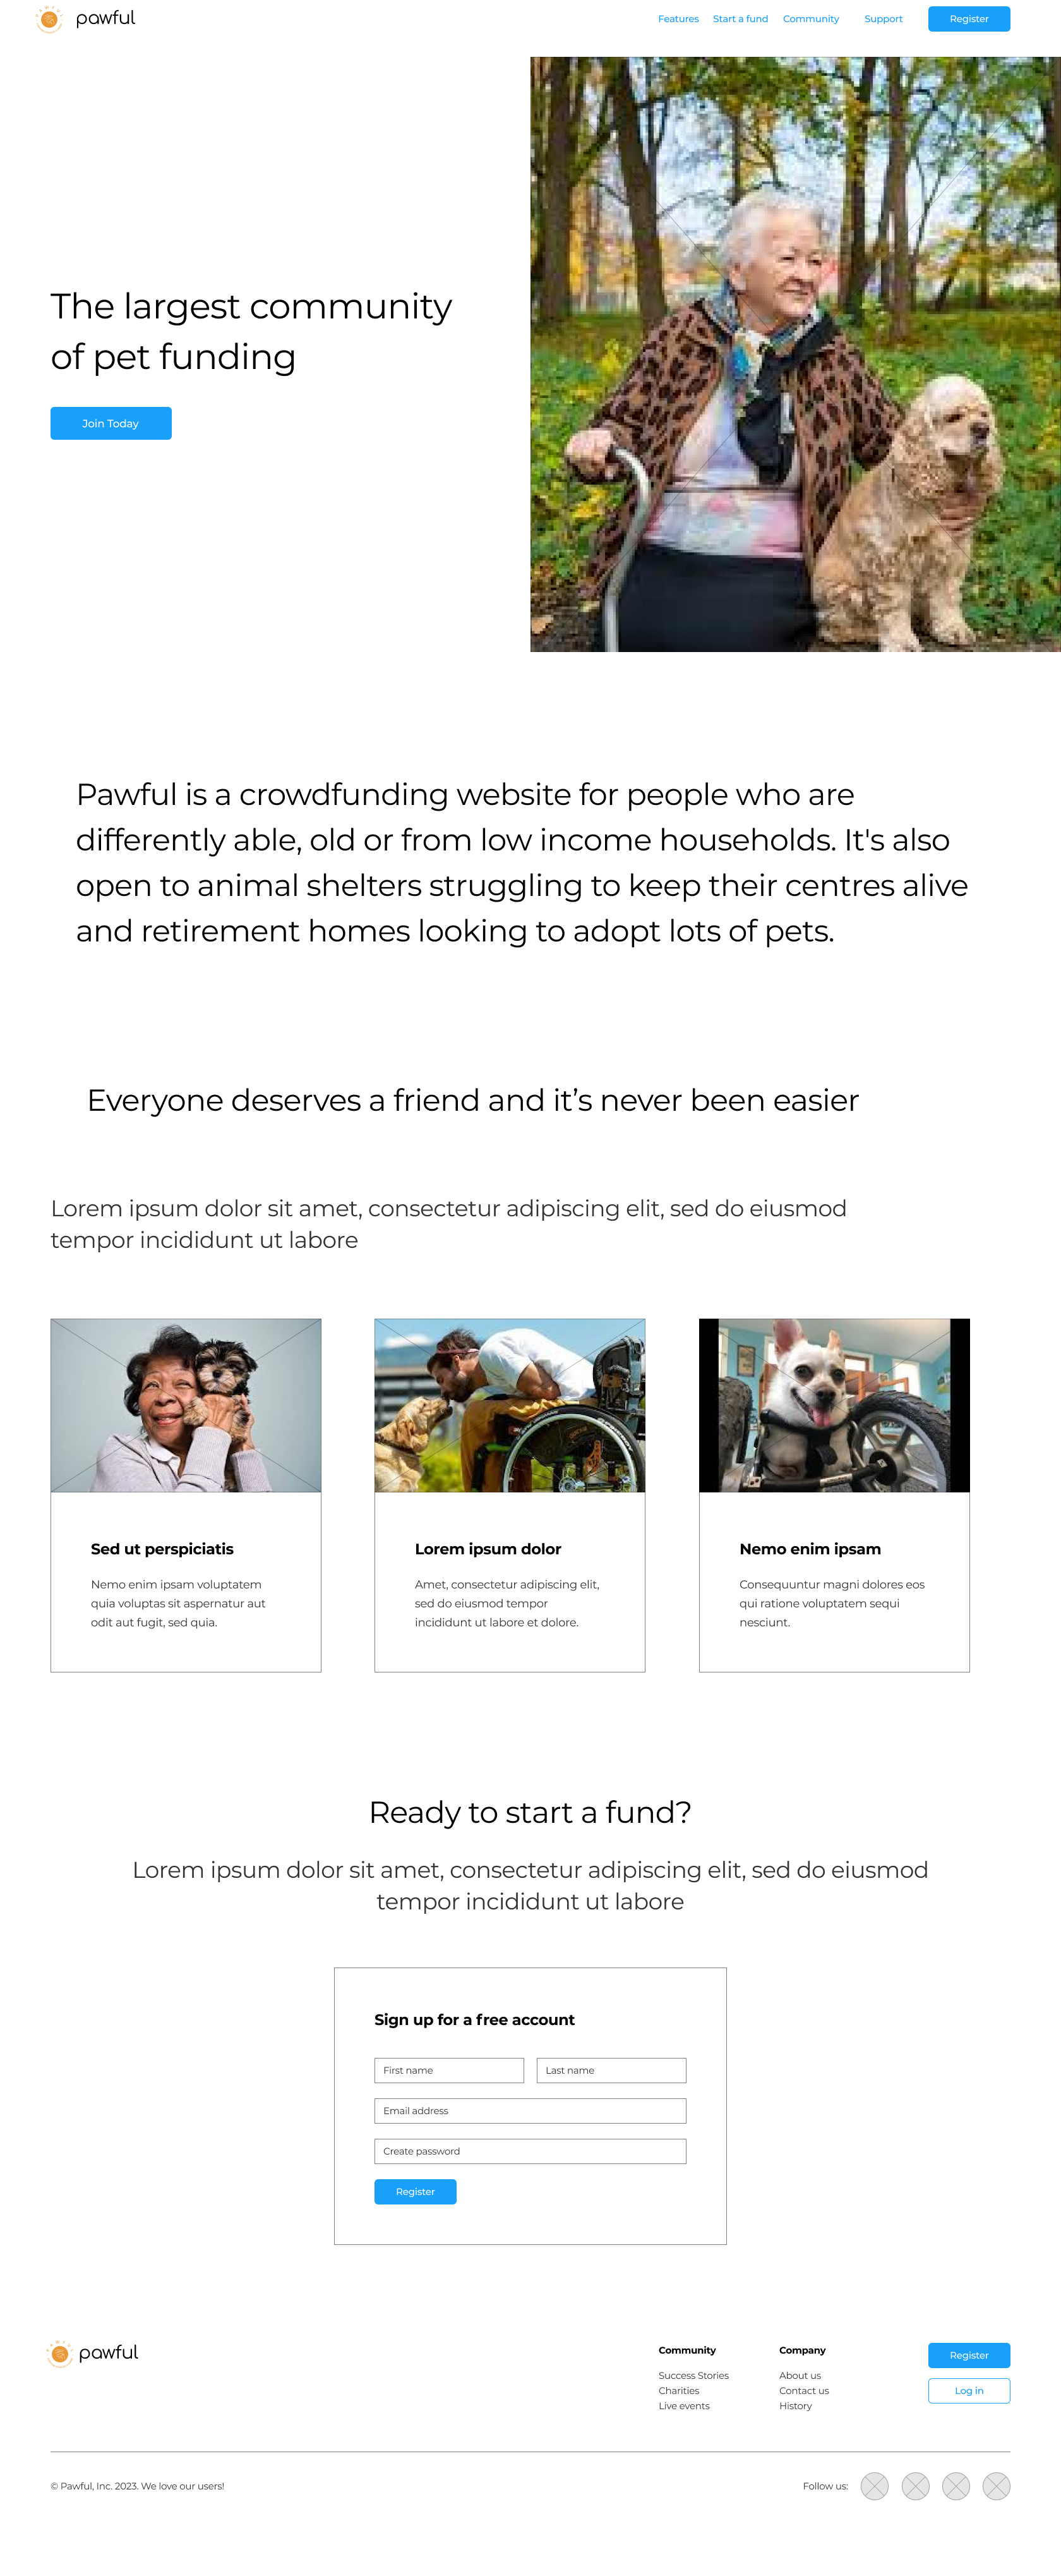 pawful
Features
Start a fund
Community
Support
Register
The largest community
of pet funding
Join Today
Pawful is a crowdfunding website for people who are
differently able, old or from low income households. It's also
open to animal shelters struggling to keep their centres alive
and retirement homes looking to adopt lots of pets.
Everyone deserves a friend and it’s never been easier
Lorem ipsum dolor sit amet, consectetur adipiscing elit, sed do eiusmod
tempor incididunt ut labore
Sed ut perspiciatis
Nemo enim ipsam voluptatem
quia voluptas sit aspernatur aut
odit aut fugit, sed quia.
Lorem ipsum dolor
Amet, consectetur adipiscing elit,
sed do eiusmod tempor
incididunt ut labore et dolore.
Nemo enim ipsam
Consequuntur magni dolores eos
qui ratione voluptatem sequi
nesciunt.
Ready to start a fund?
Lorem ipsum dolor sit amet, consectetur adipiscing elit, sed do eiusmod
tempor incididunt ut labore
Sign up for a free account
First name
Last name
Email address
Create password
Register
pawful
Community
Success Stories
Charities
Live events
Company
About us
Contact us
History
Register
Log in
© Pawful, Inc. 2023. We love our users!
Follow us: